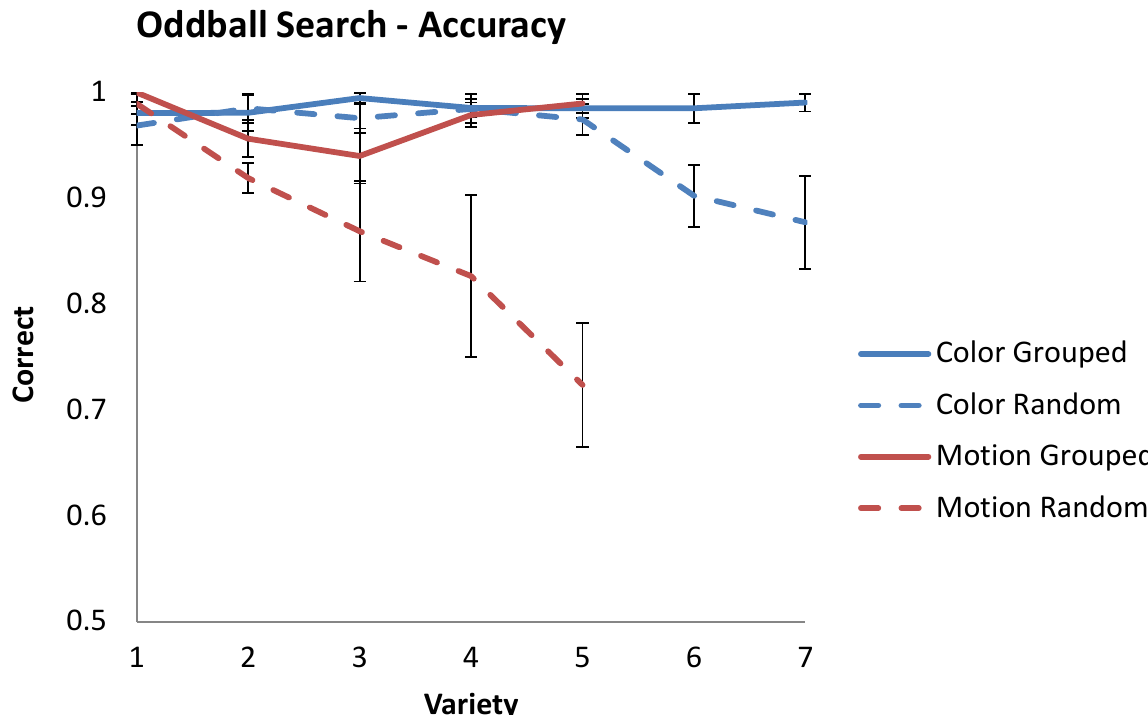 Oddball Search - Accuracy
1
0.9
0.8
0.7
0.6
0.5
Correct
1 2 3 4 5 6 7
Variety
Color Grouped
Color Random
Motion Grouped
Motion Random